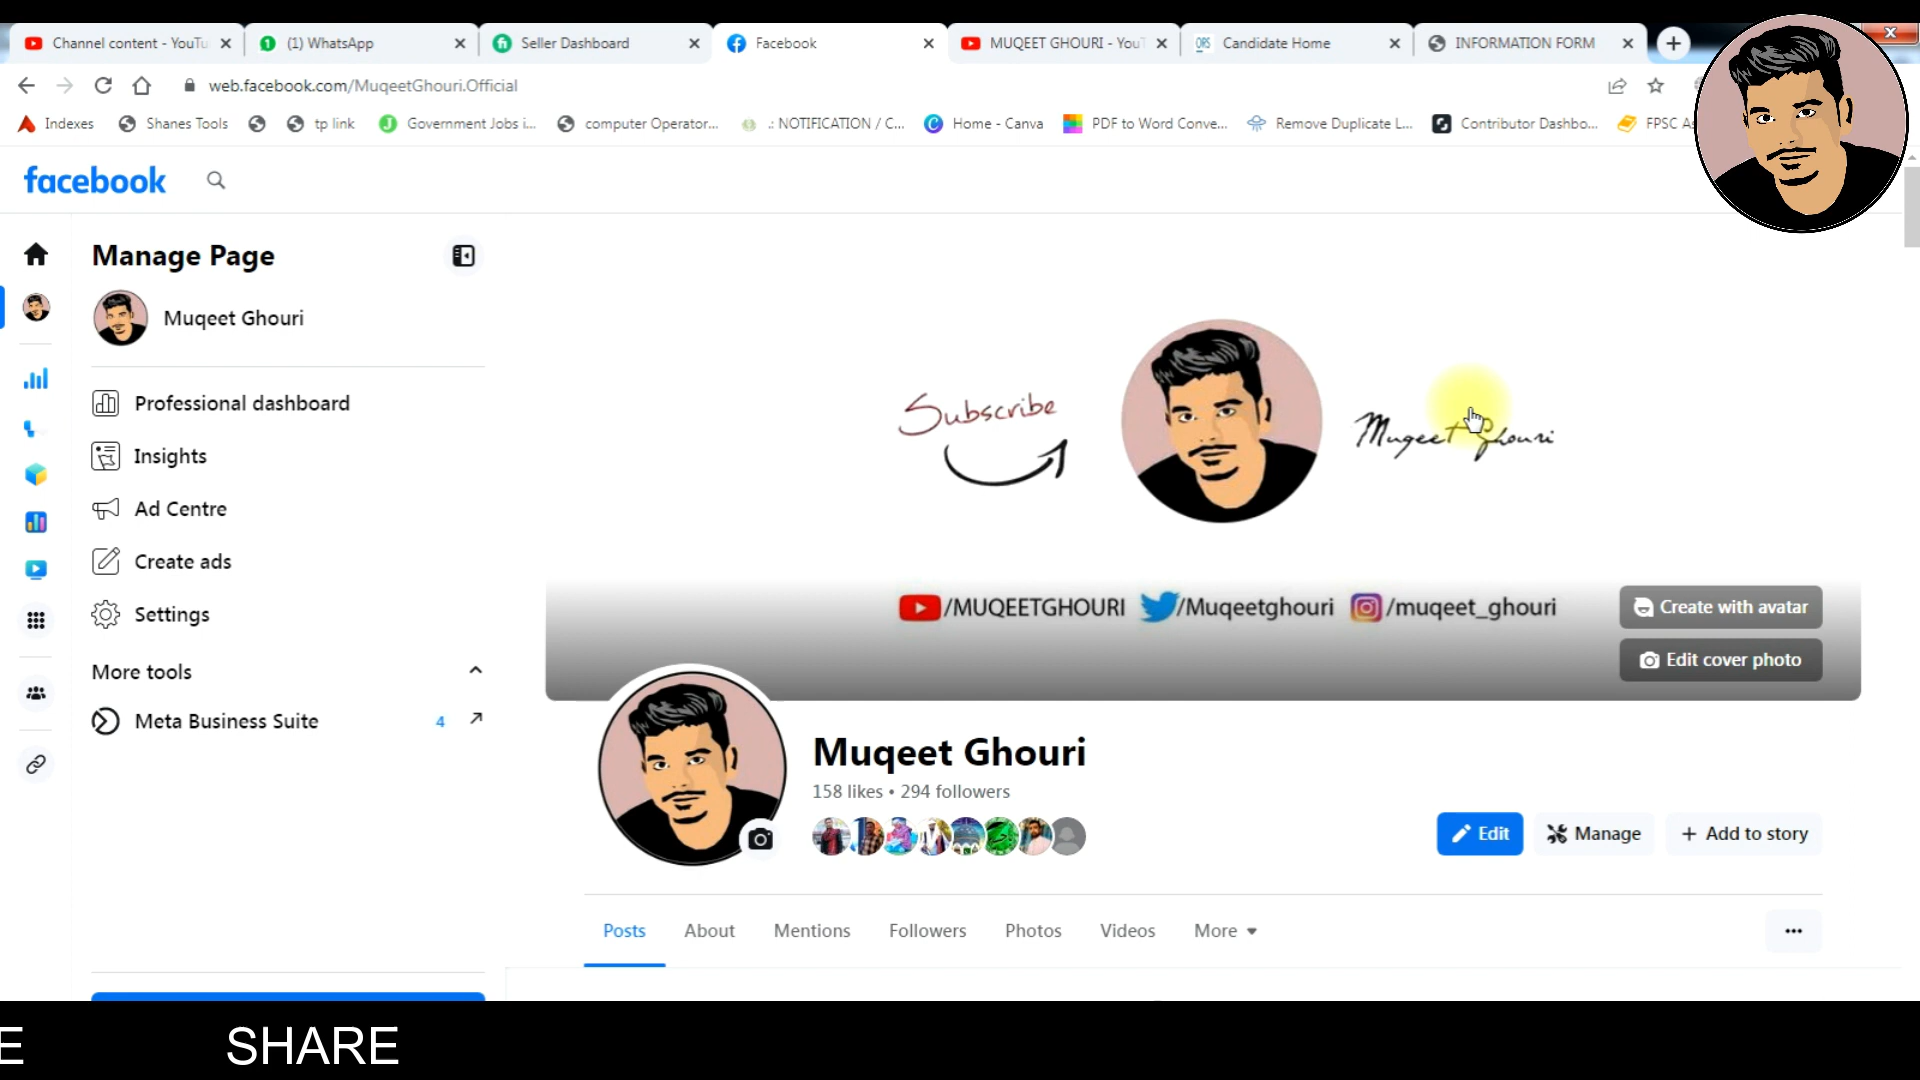 Channel content - YouTu
(1) WhatsApp
Seller Dashboard
Facebook
MUQEET GHOURI - YouT
Candidate Home
INFORMATION FORM
web.facebook.com/MuqeetGhouri.Official
Indexes
Shanes Tools
tp link
Government Jobs i...
computer Operator...
.: NOTIFICATION / C...
Home - Canva
PDF to Word Conve...
Remove Duplicate L...
Contributor Dashbo...
FPSC As
facebook
Manage Page
Muqeet Ghouri
Professional dashboard
Insights
Ad Centre
Create ads
Settings
More tools
Meta Business Suite
4
Subscribe
Muqeet Ghouri
/MUQEETGHOURI
/Muqeetghouri
/muqeet_ghouri
Create with avatar
Edit cover photo
Muqeet Ghouri
158 likes • 294 followers
Edit
Manage
+ Add to story
Posts
About
Mentions
Followers
Photos
Videos
More
E SHARE